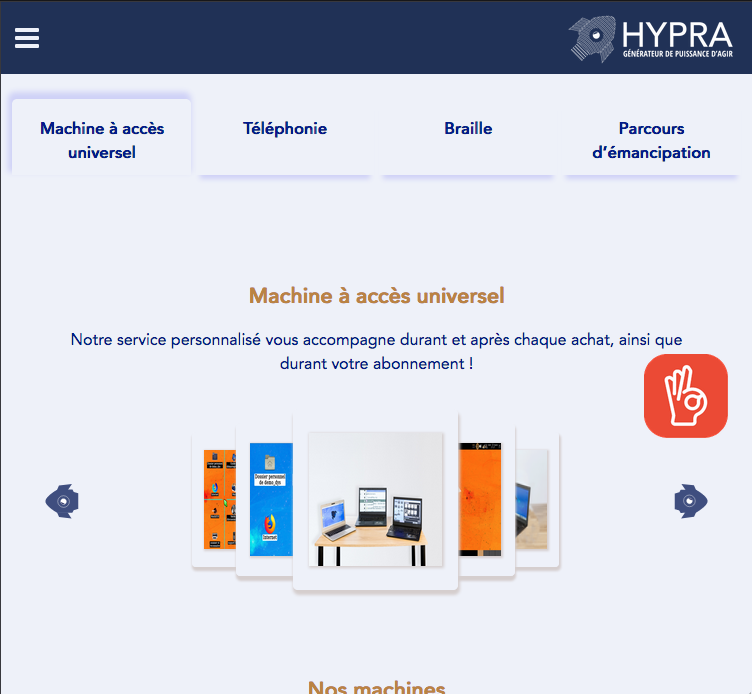 HYPRA
GÉNÉRATEUR DE PUISSANCE D'AGIR
Machine à accès
universel
Téléphonie
Braille
Parcours
d’émancipation
Machine à accès universel
Notre service personnalisé vous accompagne durant et après chaque achat, ainsi que
durant votre abonnement !
Dossier personnel
de demo_dys
Internet
Nos machines